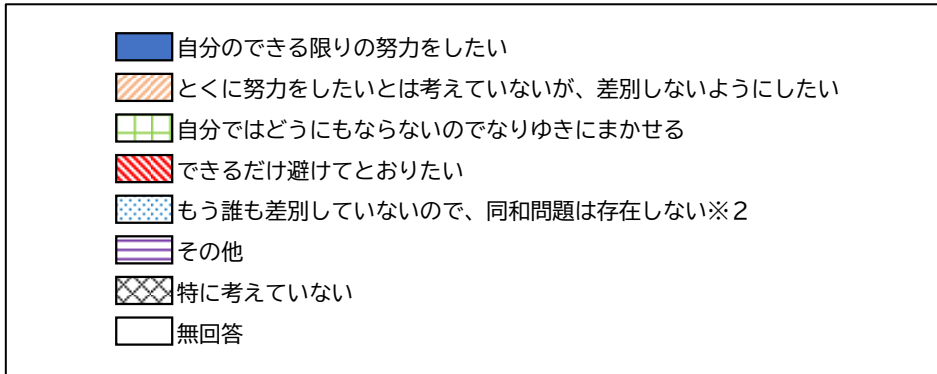 自分のできる限りの努力をしたい
とくに努力をしたいとは考えていないが、差別しないようにしたい
自分ではどうにもならないのでなりゆきにまかせる
できるだけ避けてとおりたい
もう誰も差別していないので、同和問題は存在しない※2
その他
特に考えていない
無回答